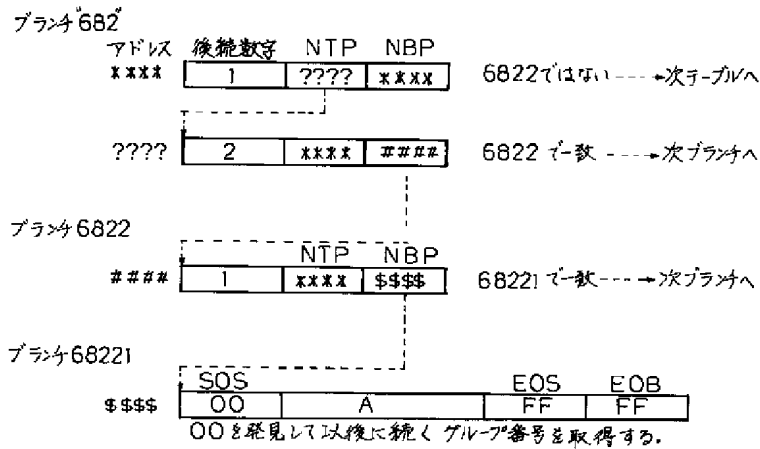 ブランチ"682"
アドレス 後続数字 NTP NBP
**** 1 ???? **** 6822ではない ----→次テーブルへ
???? 2 **** #### 6822で一致 ----→次ブランチへ
ブランチ6822
NTP NBP
#### 1 **** $$$$ 68221で一致----→次ブランチへ
ブランチ68221
SOS EOS EOB
$$$$ 00 A FF FF
00を発見して以後に続くグループ番号を取得する.